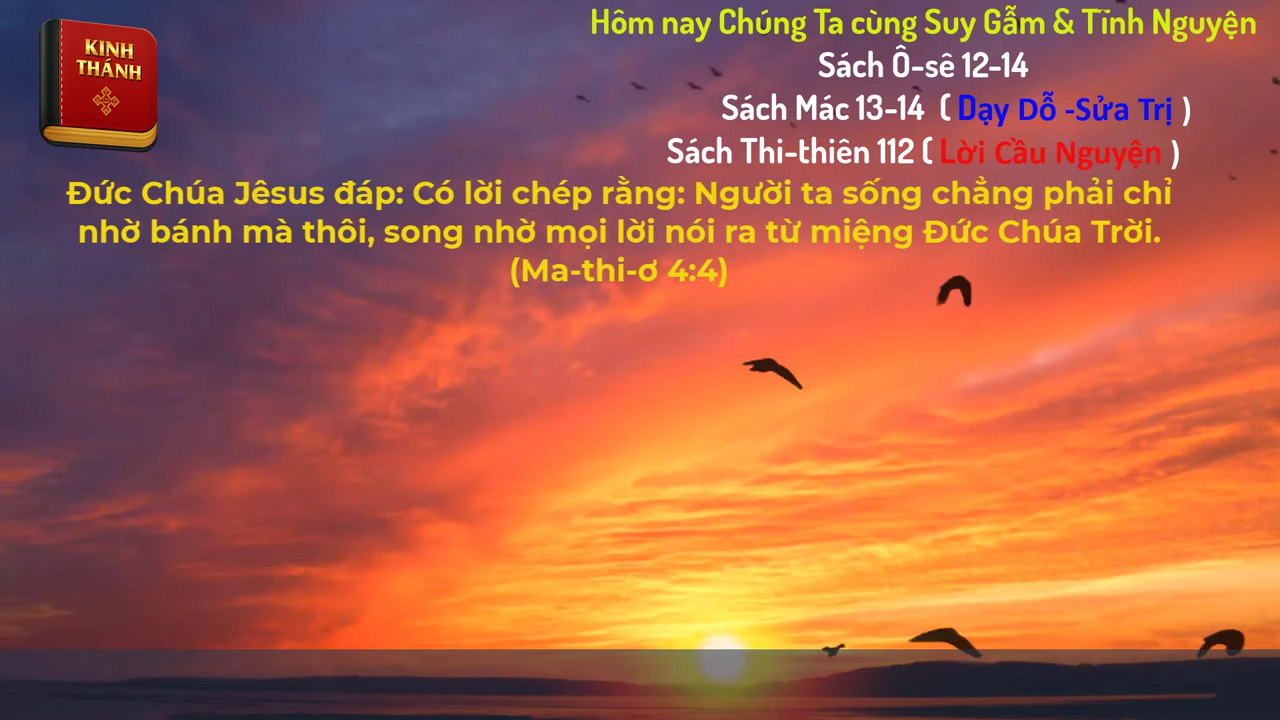 KINH
THÁNH
Hôm nay Chúng Ta cùng Suy Gẫm & Tĩnh Nguyện
Sách Ô-sê 12-14
Sách Mác 13-14 ( Dạy Dỗ -Sửa Trị )
Sách Thi-thiên 112 ( Lời Cầu Nguyện )
Đức Chúa Jêsus đáp: Có lời chép rằng: Người ta sống chẳng phải chỉ
nhờ bánh mà thôi, song nhờ mọi lời nói ra từ miệng Đức Chúa Trời.
(Ma-thi-ơ 4:4)